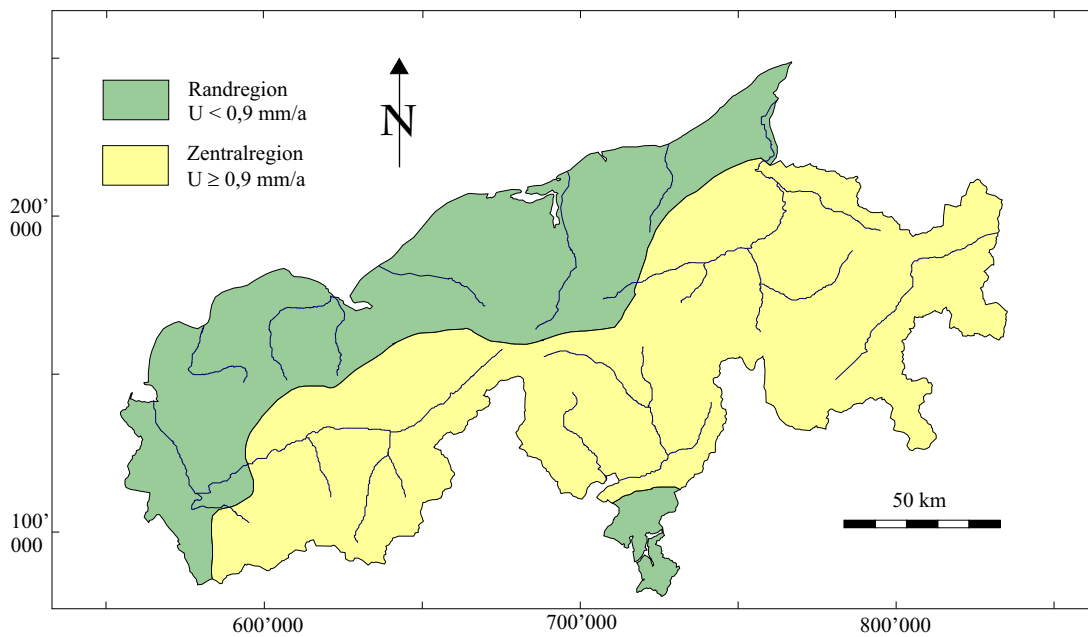 Randregion
U < 0,9 mm/a
Zentralregion
U ≥ 0,9 mm/a
N
200'
000
100'
000
50 km
600’000
700’000
800’000